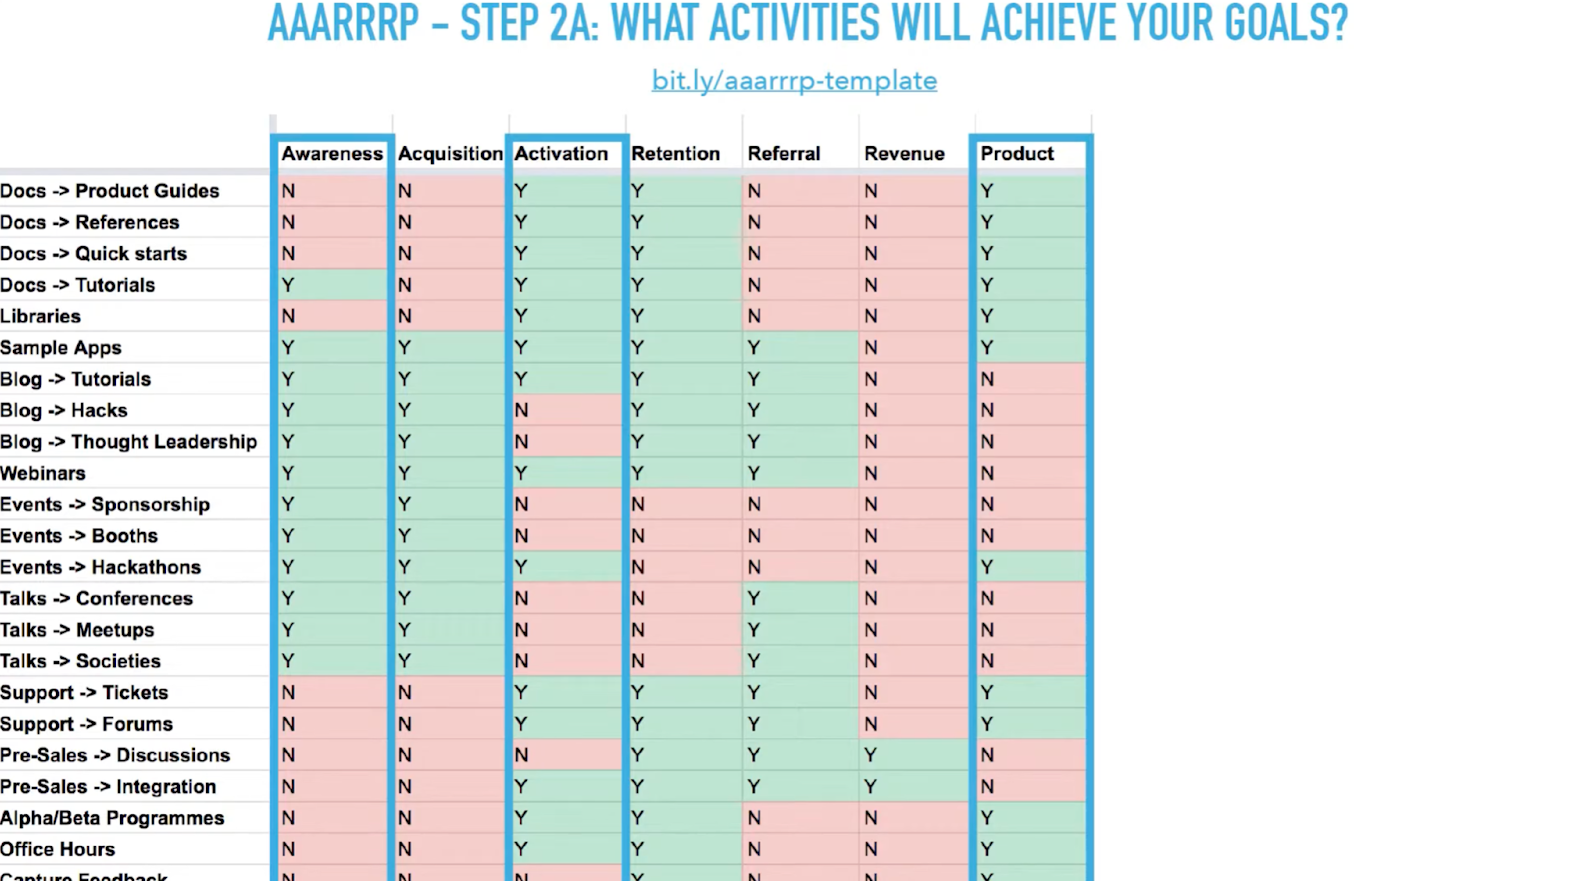 AAARRRP – STEP 2A: WHAT ACTIVITIES WILL ACHIEVE YOUR GOALS?
bit.ly/aaarrrp-template
Awareness Acquisition Activation Retention Referral Revenue Product
Docs -> Product Guides N N Y Y N N Y
Docs -> References N N Y Y N N Y
Docs -> Quick starts N N Y Y N N Y
Docs -> Tutorials Y N Y Y N N Y
Libraries N N Y Y N N Y
Sample Apps Y Y Y Y Y N Y
Blog -> Tutorials Y Y Y Y Y N N
Blog -> Hacks Y Y N Y Y N N
Blog -> Thought Leadership Y Y N Y Y N N
Webinars Y Y Y Y Y N N
Events -> Sponsorship Y Y N N N N N
Events -> Booths Y Y N N N N N
Events -> Hackathons Y Y Y N N N Y
Talks -> Conferences Y Y N N Y N N
Talks -> Meetups Y Y N N Y N N
Talks -> Societies Y Y N N Y N N
Support -> Tickets N N Y Y Y N Y
Support -> Forums N N Y Y Y N Y
Pre-Sales -> Discussions N N N Y Y Y N
Pre-Sales -> Integration N N Y Y Y Y N
Alpha/Beta Programmes N N Y Y N N Y
Office Hours N N Y Y N N Y
Capture Feedback N N N Y N N Y